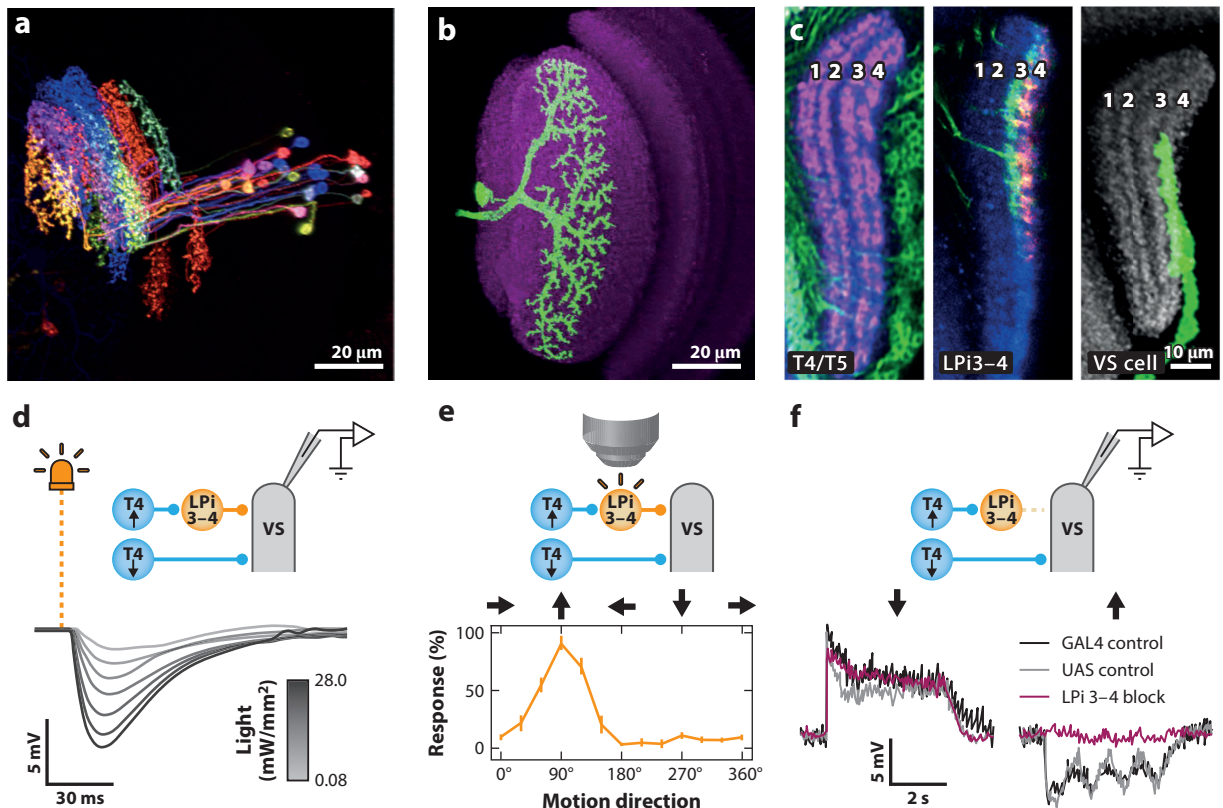 a
20 μm
b
20 μm
c
1 2 3 4
T4/T5
1 2 3 4
LPi3–4
1 2 3 4
VS cell
10 μm
d
T4
LPi
3–4
VS
T4
28.0
Light
(mW/mm²)
0.08
5 mV
30 ms
e
T4
LPi
3–4
VS
T4
Response (%)
100
50
0
0° 90° 180° 270° 360°
Motion direction
f
T4
LPi
3–4
VS
T4
GAL4 control
UAS control
LPi 3–4 block
5 mV
2 s